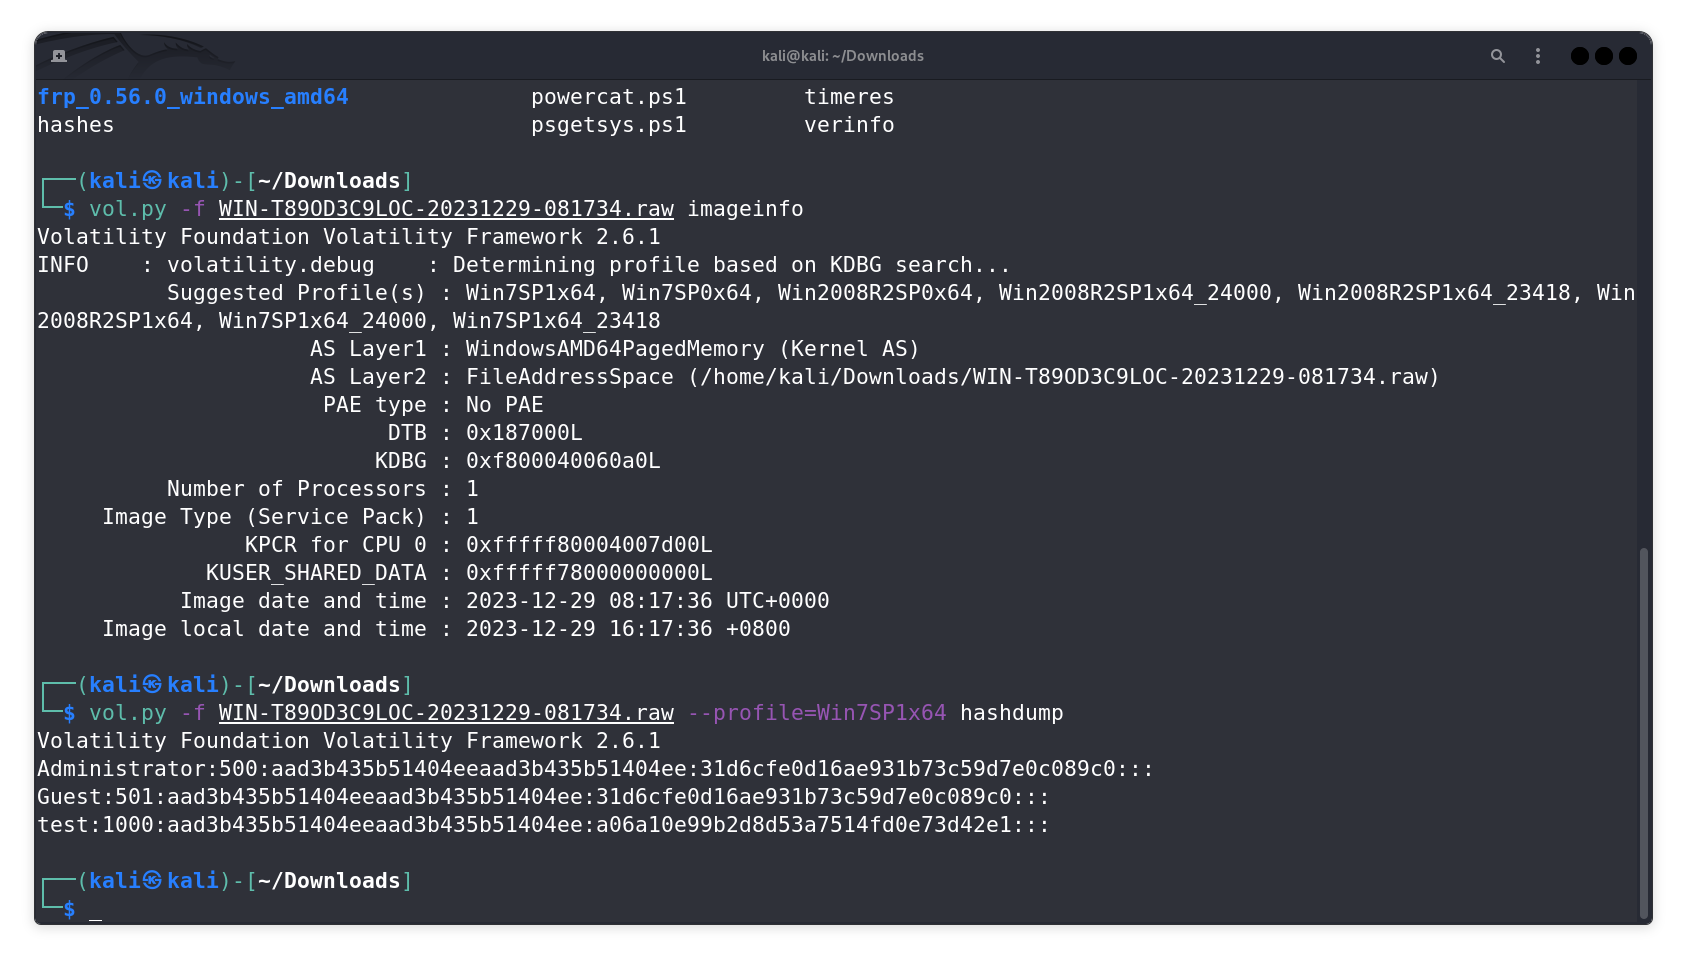 kali@kali: ~/Downloads
frp_0.56.0_windows_amd64 powercat.ps1 timeres
hashes psgetsys.ps1 verinfo
┌──(kali㉿kali)-[~/Downloads]
└─$ vol.py -f WIN-T89OD3C9LOC-20231229-081734.raw imageinfo
Volatility Foundation Volatility Framework 2.6.1
INFO    : volatility.debug    : Determining profile based on KDBG search...
Suggested Profile(s) : Win7SP1x64, Win7SP0x64, Win2008R2SP0x64, Win2008R2SP1x64_24000, Win2008R2SP1x64_23418, Win
2008R2SP1x64, Win7SP1x64_24000, Win7SP1x64_23418
AS Layer1 : WindowsAMD64PagedMemory (Kernel AS)
AS Layer2 : FileAddressSpace (/home/kali/Downloads/WIN-T89OD3C9LOC-20231229-081734.raw)
PAE type : No PAE
DTB : 0x187000L
KDBG : 0xf800040060a0L
Number of Processors : 1
Image Type (Service Pack) : 1
KPCR for CPU 0 : 0xfffff80004007d00L
KUSER_SHARED_DATA : 0xfffff78000000000L
Image date and time : 2023-12-29 08:17:36 UTC+0000
Image local date and time : 2023-12-29 16:17:36 +0800
┌──(kali㉿kali)-[~/Downloads]
└─$ vol.py -f WIN-T89OD3C9LOC-20231229-081734.raw --profile=Win7SP1x64 hashdump
Volatility Foundation Volatility Framework 2.6.1
Administrator:500:aad3b435b51404eeaad3b435b51404ee:31d6cfe0d16ae931b73c59d7e0c089c0:::
Guest:501:aad3b435b51404eeaad3b435b51404ee:31d6cfe0d16ae931b73c59d7e0c089c0:::
test:1000:aad3b435b51404eeaad3b435b51404ee:a06a10e99b2d8d53a7514fd0e73d42e1:::
┌──(kali㉿kali)-[~/Downloads]
└─$ _